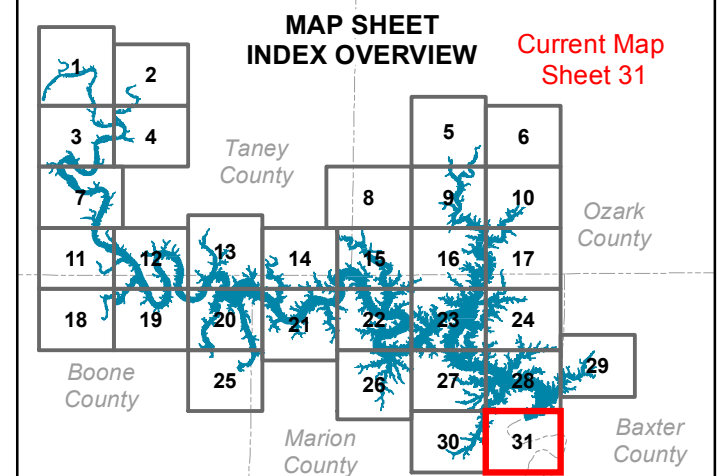 MAP SHEET
INDEX OVERVIEW
Current Map
Sheet 31
1
2
3
4
5
6
Taney
County
7
8
9
10
Ozark
County
11
12
13
14
15
16
17
18
19
20
21
22
23
24
25
26
27
28
29
Boone
County
Marion
County
30
31
Baxter
County